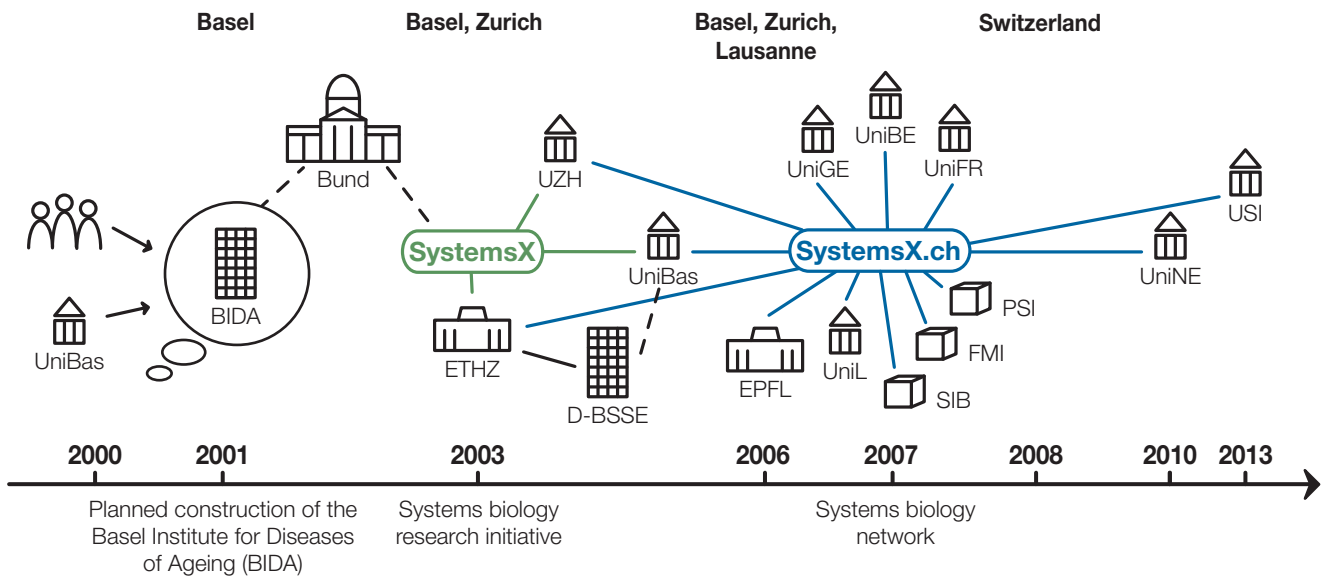 Basel
Basel, Zurich
Basel, Zurich,
Lausanne
Switzerland
Bund
UZH
UniGE
UniBE
UniFR
USI
SystemsX
UniBas
SystemsX.ch
UniNE
BIDA
UniBas
ETHZ
D-BSSE
EPFL
UniL
SIB
FMI
PSI
2000
2001
2003
2006
2007
2008
2010
2013
Planned construction of the
Basel Institute for Diseases
of Ageing (BIDA)
Systems biology
research initiative
Systems biology
network